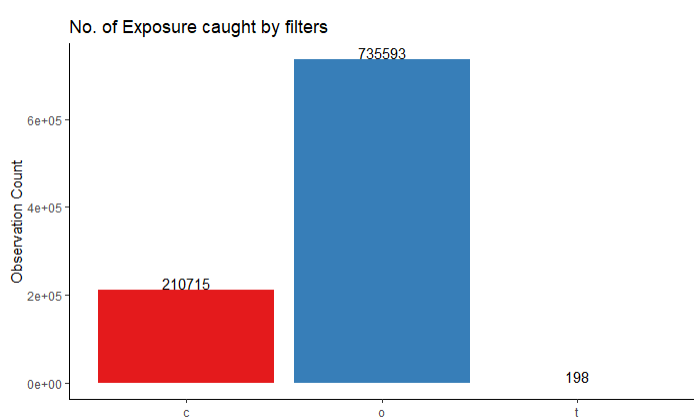 No. of Exposure caught by filters
735593
6e+05
4e+05
Observation Count
210715
2e+05
198
0e+00
c
o
t